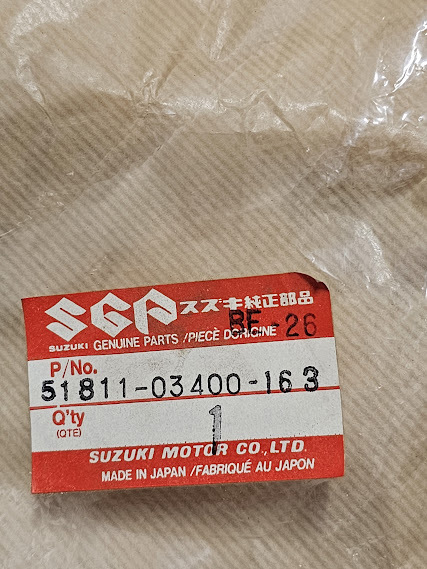 SGP スズキ純正部品
BE-26
SUZUKI GENUINE PARTS /PIECÈ DORIGINE
P/No.
51811-03400-163
Q'ty 1
(QTE)
SUZUKI MOTOR CO.,LTD.
MADE IN JAPAN /FABRIQUÉ AU JAPON